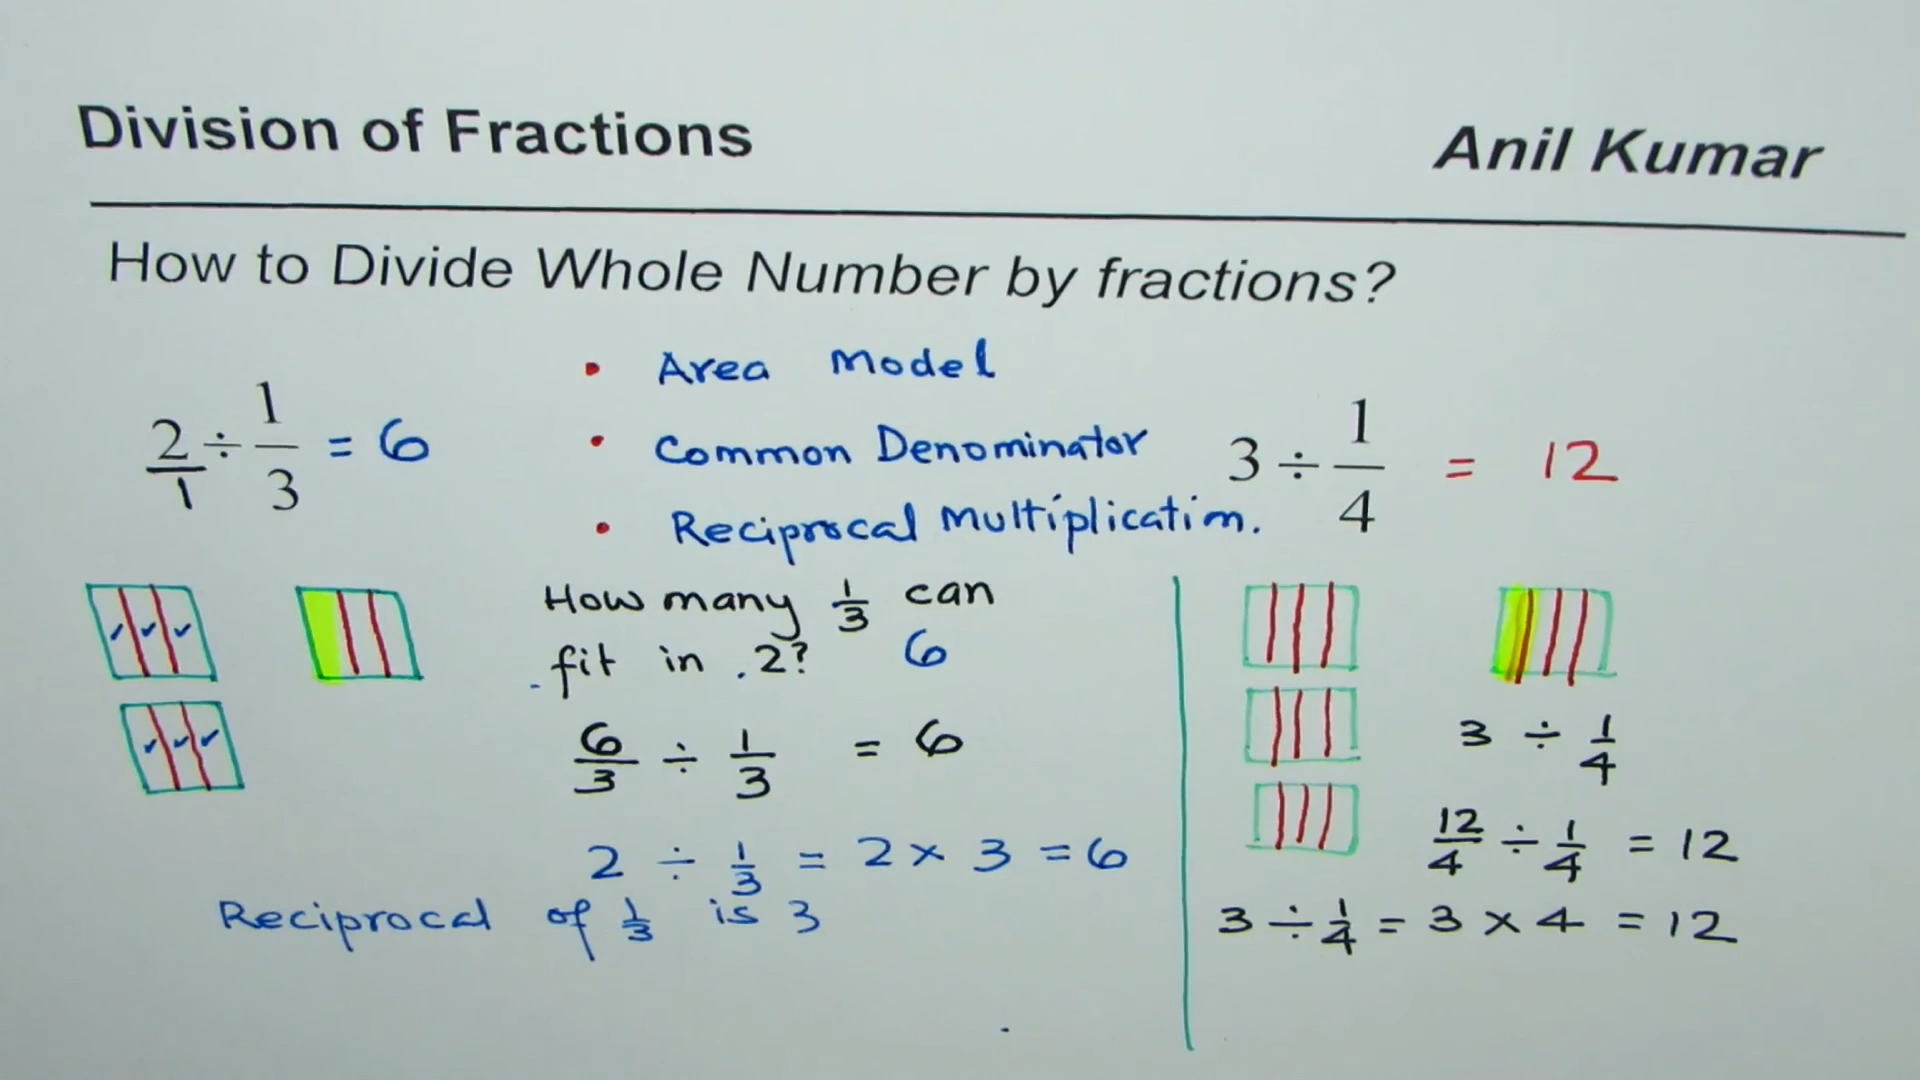 Division of Fractions
Anil Kumar
How to Divide Whole Number by fractions?
2/1 ÷ 1/3 = 6
• Area Model
• Common Denominator
• Reciprocal Multiplication.
3 ÷ 1/4 = 12
How many 1/3 can
fit in 2? 6
6/3 ÷ 1/3 = 6
2 ÷ 1/3 = 2 × 3 = 6
Reciprocal of 1/3 is 3
3 ÷ 1/4
12/4 ÷ 1/4 = 12
3 ÷ 1/4 = 3 × 4 = 12